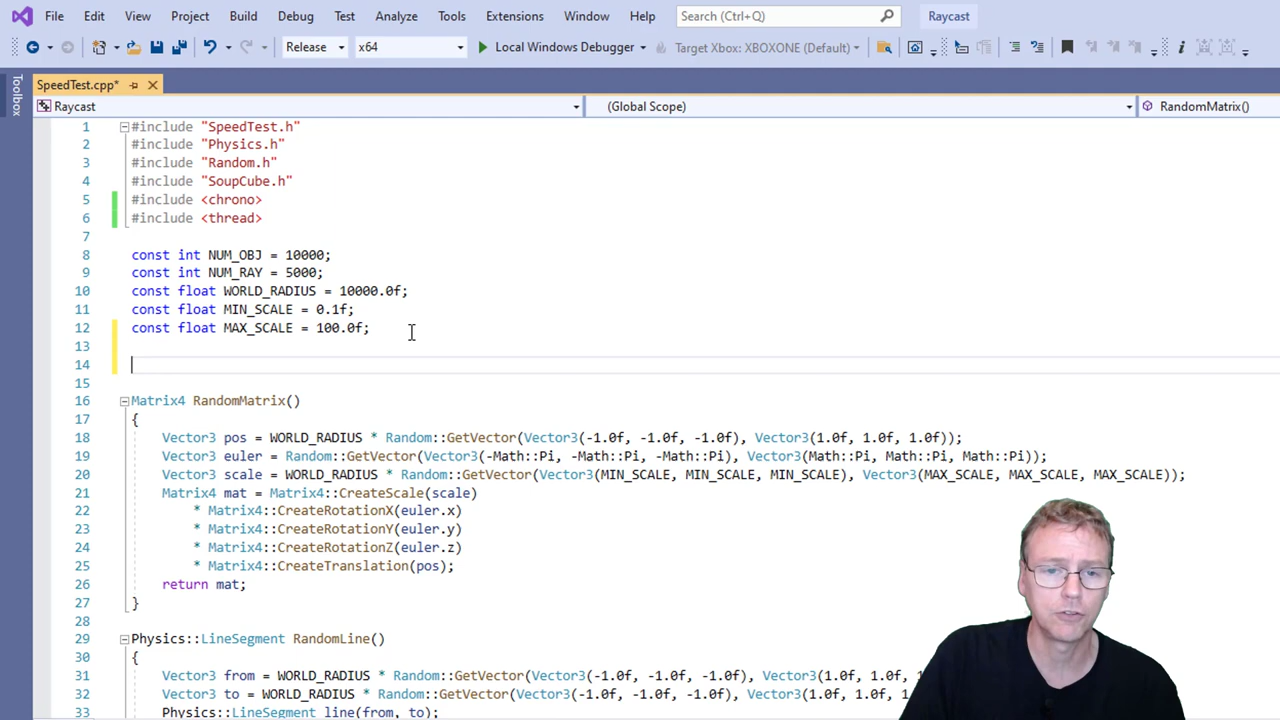 File Edit View Project Build Debug Test Analyze Tools Extensions Window Help Search (Ctrl+Q) Raycast
Release x64 Local Windows Debugger Target Xbox: XBOXONE (Default)
Toolbox
SpeedTest.cpp*
Raycast (Global Scope) RandomMatrix()
1 #include "SpeedTest.h"
2 #include "Physics.h"
3 #include "Random.h"
4 #include "SoupCube.h"
5 #include <chrono>
6 #include <thread>
7
8 const int NUM_OBJ = 10000;
9 const int NUM_RAY = 5000;
10 const float WORLD_RADIUS = 10000.0f;
11 const float MIN_SCALE = 0.1f;
12 const float MAX_SCALE = 100.0f;
13
14
15
16 Matrix4 RandomMatrix()
17 {
18 Vector3 pos = WORLD_RADIUS * Random::GetVector(Vector3(-1.0f, -1.0f, -1.0f), Vector3(1.0f, 1.0f, 1.0f));
19 Vector3 euler = Random::GetVector(Vector3(-Math::Pi, -Math::Pi, -Math::Pi), Vector3(Math::Pi, Math::Pi, Math::Pi));
20 Vector3 scale = WORLD_RADIUS * Random::GetVector(Vector3(MIN_SCALE, MIN_SCALE, MIN_SCALE), Vector3(MAX_SCALE, MAX_SCALE, MAX_SCALE));
21 Matrix4 mat = Matrix4::CreateScale(scale)
22 * Matrix4::CreateRotationX(euler.x)
23 * Matrix4::CreateRotationY(euler.y)
24 * Matrix4::CreateRotationZ(euler.z)
25 * Matrix4::CreateTranslation(pos);
26 return mat;
27 }
28
29 Physics::LineSegment RandomLine()
30 {
31 Vector3 from = WORLD_RADIUS * Random::GetVector(Vector3(-1.0f, -1.0f, -1.0f), Vector3(1.0f, 1.0f, 1
32 Vector3 to = WORLD_RADIUS * Random::GetVector(Vector3(-1.0f, -1.0f, -1.0f), Vector3(1.0f, 1.0f, 1
33 Physics::LineSegment line(from, to);